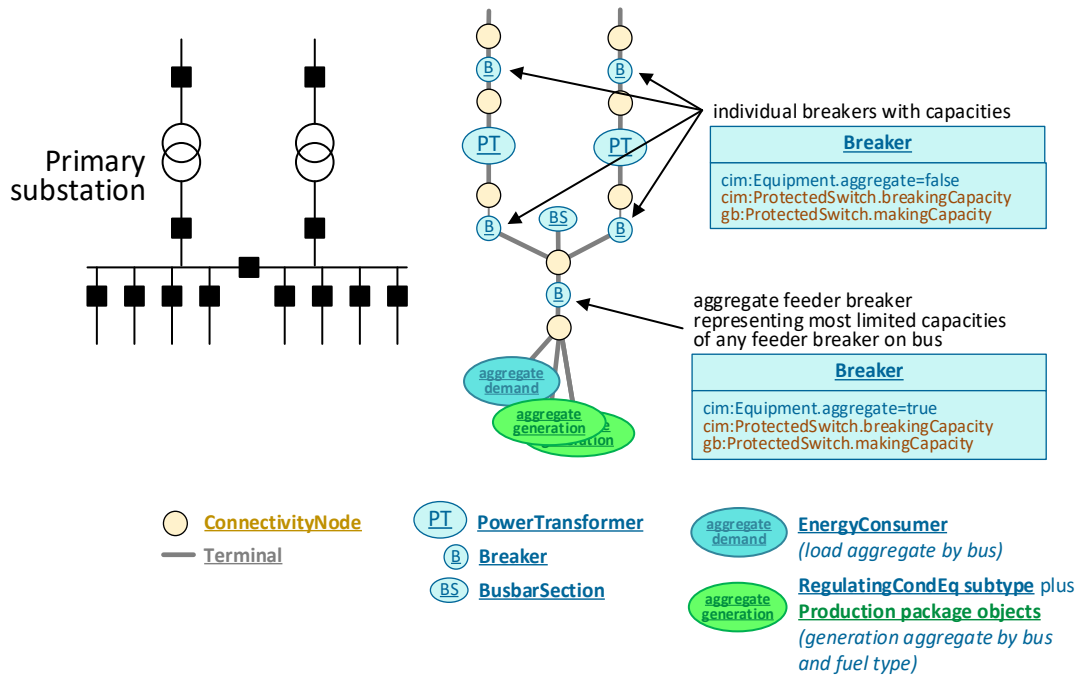 Primary
substation
B
B
PT
PT
B
BS
B
B
aggregate
demand
aggregate
generation
generation
individual breakers with capacities
Breaker
cim:Equipment.aggregate=false
cim:ProtectedSwitch.breakingCapacity
gb:ProtectedSwitch.makingCapacity
aggregate feeder breaker
representing most limited capacities
of any feeder breaker on bus
Breaker
cim:Equipment.aggregate=true
cim:ProtectedSwitch.breakingCapacity
gb:ProtectedSwitch.makingCapacity
ConnectivityNode
Terminal
PT PowerTransformer
B Breaker
BS BusbarSection
aggregate
demand
EnergyConsumer
(load aggregate by bus)
aggregate
generation
RegulatingCondEq subtype plus
Production package objects
(generation aggregate by bus
and fuel type)